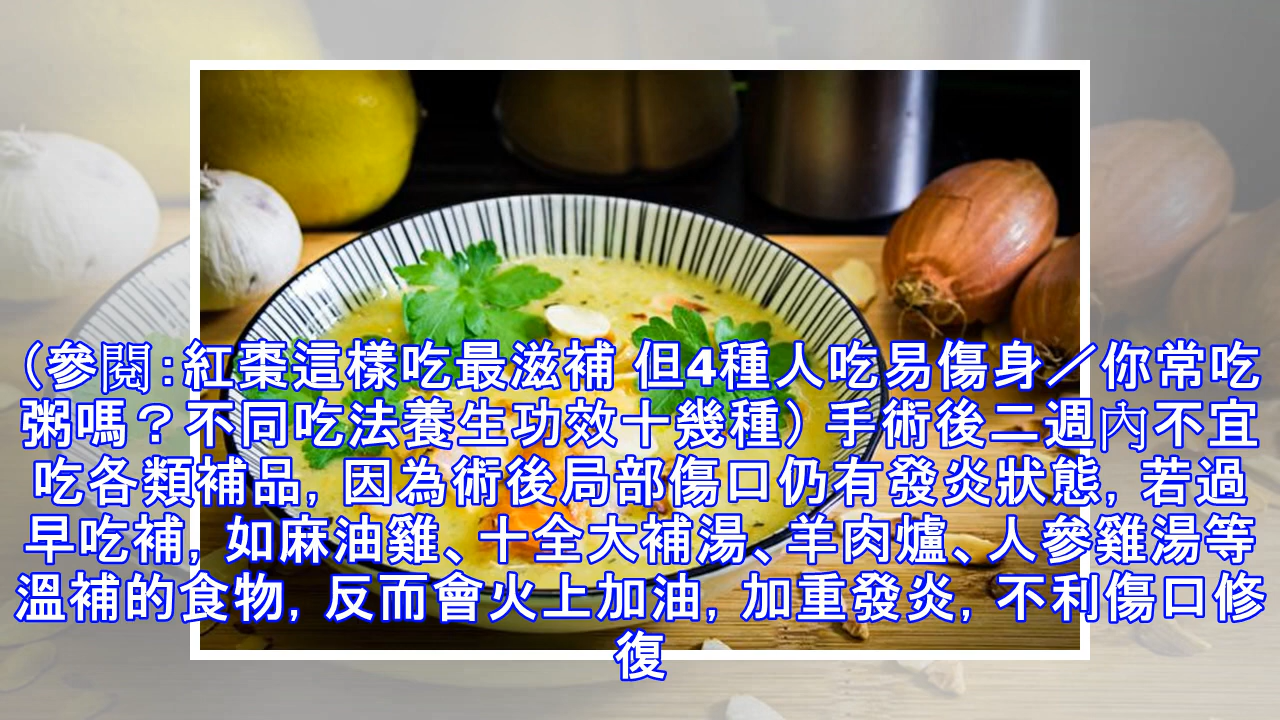 (參閱:紅棗這樣吃最滋補 但4種人吃易傷身／你常吃
粥嗎？不同吃法養生功效十幾種) 手術後二週內不宜
吃各類補品, 因為術後局部傷口仍有發炎狀態, 若過
早吃補, 如麻油雞、十全大補湯、羊肉爐、人參雞湯等
溫補的食物, 反而會火上加油, 加重發炎, 不利傷口修
復